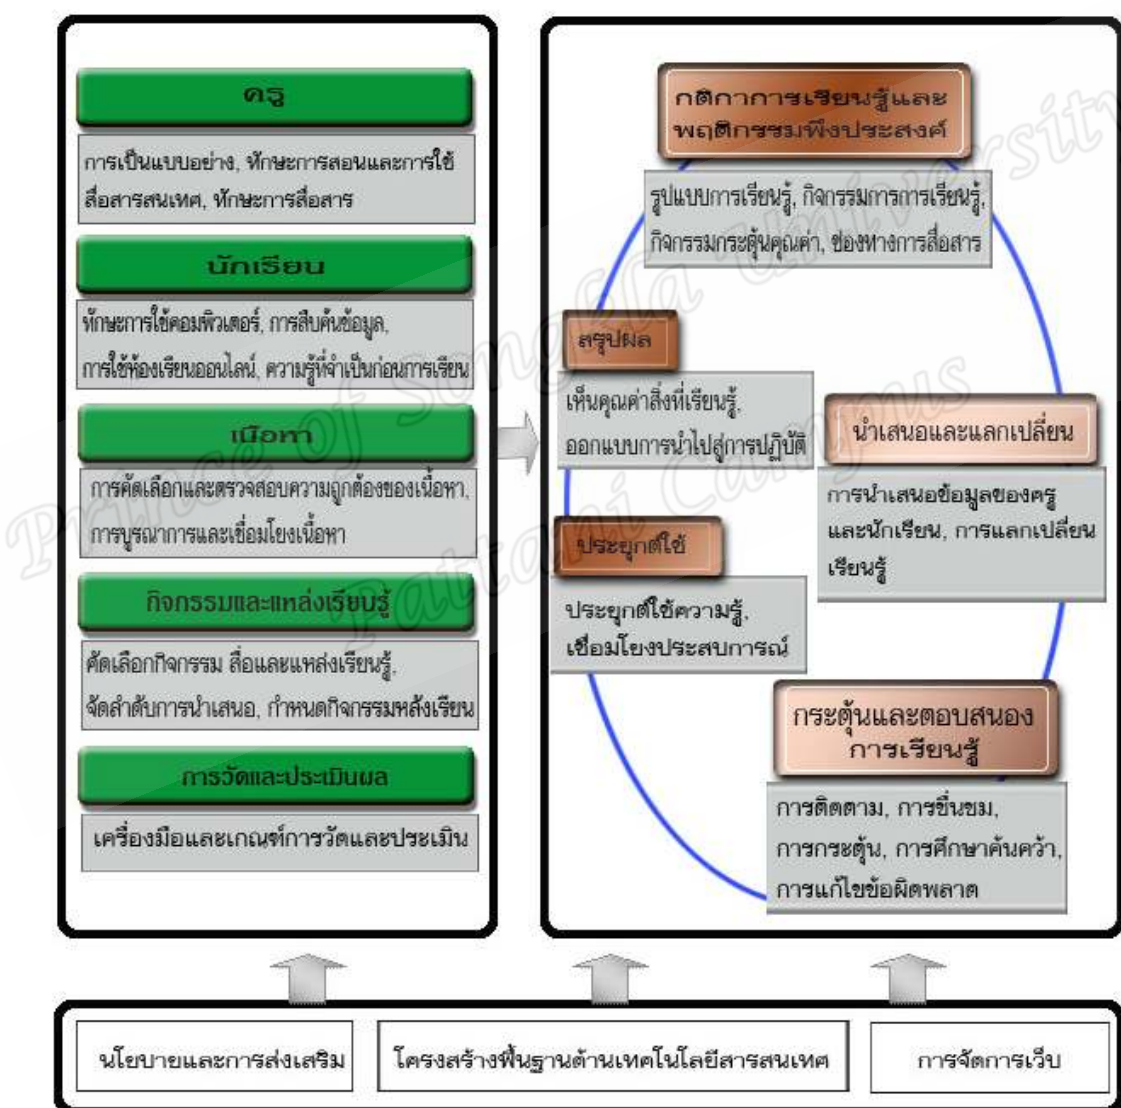 ครู
การเป็นแบบอย่าง, ทักษะการสอนและการใช้
สื่อสารสนเทศ, ทักษะการสื่อสาร
นักเรียน
ทักษะการใช้คอมพิวเตอร์, การสืบค้นข้อมูล,
การใช้ห้องเรียนออนไลน์, ความรู้ที่จำเป็นก่อนการเรียน
เนื้อหา
การคัดเลือกและตรวจสอบความถูกต้องของเนื้อหา,
การบูรณาการและเชื่อมโยงเนื้อหา
กิจกรรมและแหล่งเรียนรู้
คัดเลือกกิจกรรม สื่อและแหล่งเรียนรู้,
จัดลำดับการนำเสนอ, กำหนดกิจกรรมหลังเรียน
การวัดและประเมินผล
เครื่องมือและเกณฑ์การวัดและประเมิน
กติกาการเรียนรู้และ
พฤติกรรมพึงประสงค์
รูปแบบการเรียนรู้, กิจกรรมการการเรียนรู้,
กิจกรรมกระตุ้นคุณค่า, ช่องทางการสื่อสาร
สรุปผล
เห็นคุณค่าสิ่งที่เรียนรู้,
ออกแบบการนำไปสู่การปฏิบัติ
นำเสนอและแลกเปลี่ยน
การนำเสนอข้อมูลของครู
และนักเรียน, การแลกเปลี่ยน
เรียนรู้
ประยุกต์ใช้
ประยุกต์ใช้ความรู้,
เชื่อมโยงประสบการณ์
กระตุ้นและตอบสนอง
การเรียนรู้
การติดตาม, การชื่นชม,
การกระตุ้น, การศึกษาค้นคว้า,
การแก้ไขข้อผิดพลาด
นโยบายและการส่งเสริม
โครงสร้างพื้นฐานด้านเทคโนโลยีสารสนเทศ
การจัดการเว็บ
Prince of Songkla University
Pattani Campus